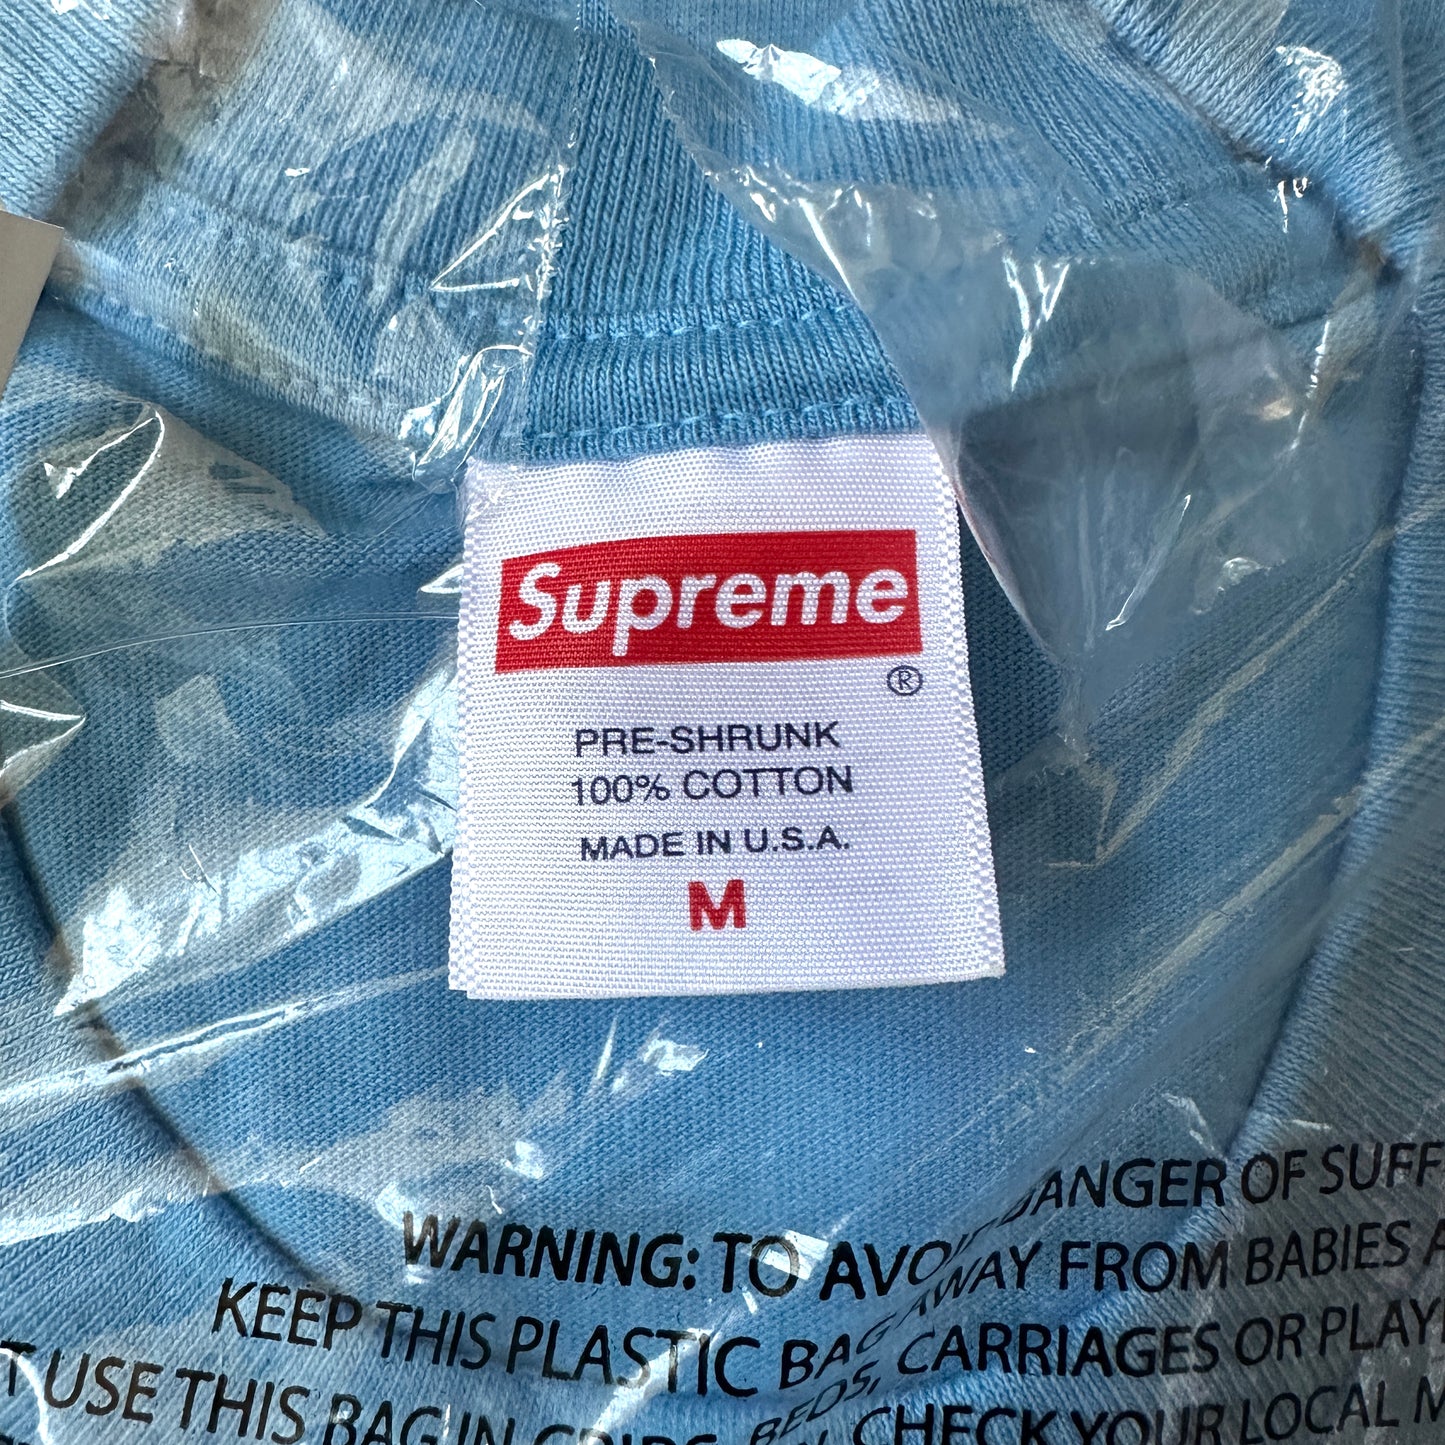 Supreme
®
PRE-SHRUNK
100% COTTON
MADE IN U.S.A.
M
WARNING: TO AVOID DANGER OF SUFF
KEEP THIS PLASTIC BAG AWAY FROM BABIES A
T USE THIS BAG IN CRIBS, BEDS, CARRIAGES OR PLAY
CHECK YOUR LOCAL M